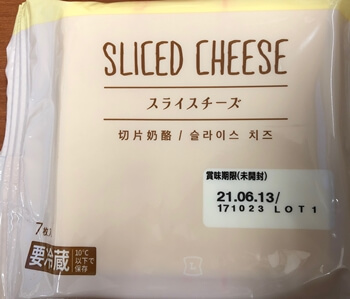 SLICED CHEESE
スライスチーズ
切片奶酪 / 슬라이스 치즈
賞味期限(未開封)
21.06.13/
171023 LOT1
7枚入
要冷蔵 10℃以下で保存